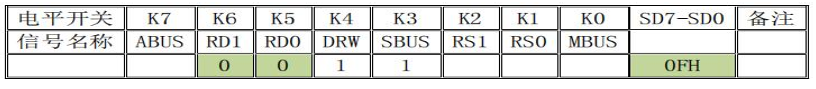 电平开关 K7 K6 K5 K4 K3 K2 K1 K0 SD7-SD0 备注
信号名称 ABUS RD1 RD0 DRW SBUS RS1 RS0 MBUS
0 0 1 1 0FH